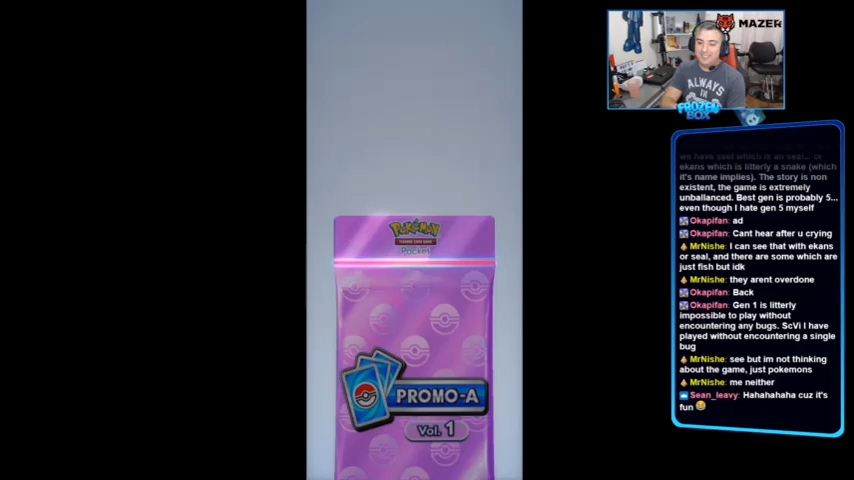 MAZER
ALWAYS
FROZEN
BOX
we have seel which is an seal... or
ekans which is litterly a snake (which
it's name implies). The story is non
existent, the game is extremely
unballanced. Best gen is probably 5...
even though I hate gen 5 myself
Okapifan: ad
Okapifan: Cant hear after u crying
MrNishe: I can see that with ekans
or seal, and there are some which are
just fish but idk
MrNishe: they arent overdone
Okapifan: Back
Okapifan: Gen 1 is litterly
impossible to play without
encountering any bugs. ScVi I have
played without encountering a single
bug
MrNishe: see but im not thinking
about the game, just pokemons
MrNishe: me neither
Sean_leavy: Hahahahaha cuz it's
fun
POKéMON
TRADING CARD GAME
Pocket
PROMO-A
Vol. 1